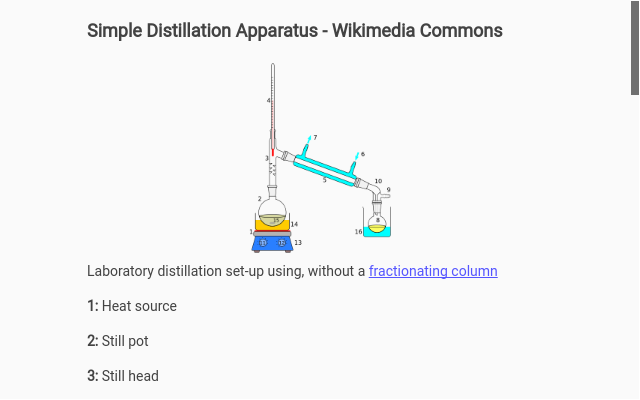 Simple Distillation Apparatus - Wikimedia Commons
4
7
6
3
5
10
9
2
8
15
14
1
16
13
Laboratory distillation set-up using, without a fractionating column
1: Heat source
2: Still pot
3: Still head